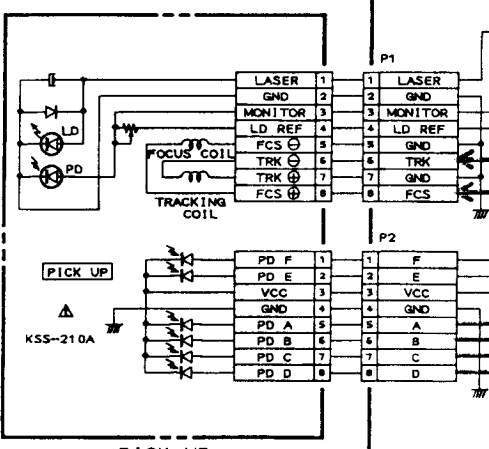 P1
LASER 1 1 LASER
GND 2 2 GND
MONITOR 3 3 MONITOR
LD REF 4 4 LD REF
LD
FOCUS COIL
FCS ⊖ 5 5 GND
TRK ⊖ 6 6 TRK
PD
TRK ⊕ 7 7 GND
FCS ⊕ 8 8 FCS
TRACKING
COIL
P2
PD F 1 1 F
PICK UP
PD E 2 2 E
VCC 3 3 VCC
GND 4 4 GND
PD A 5 5 A
KSS-210A
PD B 6 6 B
PD C 7 7 C
PD D 8 8 D